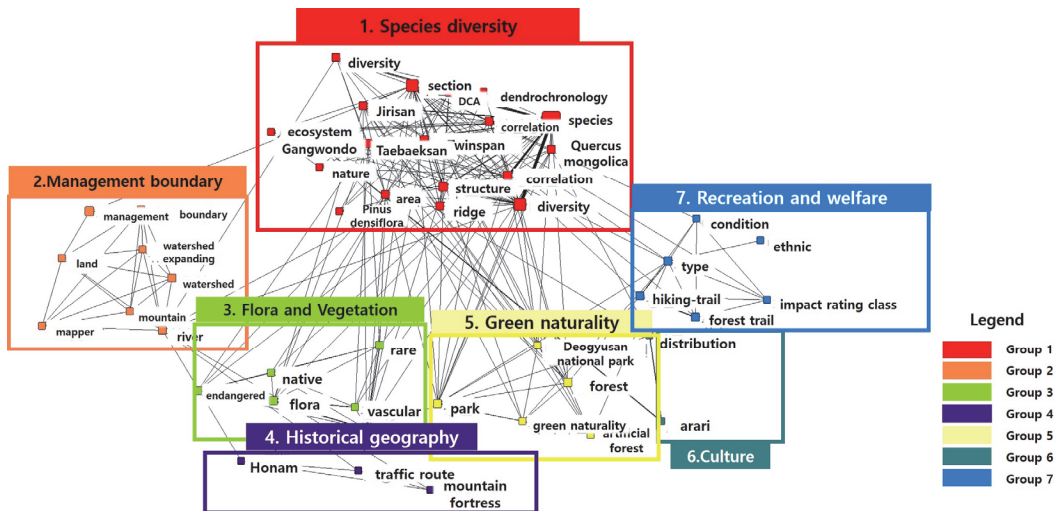 1. Species diversity
diversity
section
DCA
dendrochronology
Jirisan
species
correlation
ecosystem
Gangwondo
Taebaeksan
winspan
Quercus
mongolica
nature
correlation
structure
area
Pinus
densiflora
ridge
diversity
2.Management boundary
management
boundary
watershed
expanding
land
watershed
mountain
mapper
river
7. Recreation and welfare
condition
ethnic
type
hiking-trail
impact rating class
forest trail
3. Flora and Vegetation
rare
native
endangered
flora
vascular
5. Green naturality
Deogyusan
national park
forest
park
green naturality
artificial
forest
distribution
arari
6.Culture
4. Historical geography
Honam
traffic route
mountain
fortress
Legend
Group 1
Group 2
Group 3
Group 4
Group 5
Group 6
Group 7